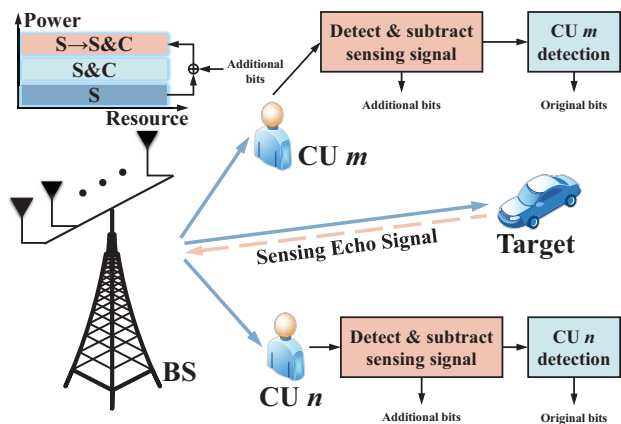 Power
S→S&C
S&C
S
Resource
Additional
bits
Detect & subtract
sensing signal
CU m
detection
Additional bits
Original bits
CU m
Sensing Echo Signal
Target
BS
CU n
Detect & subtract
sensing signal
CU n
detection
Additional bits
Original bits